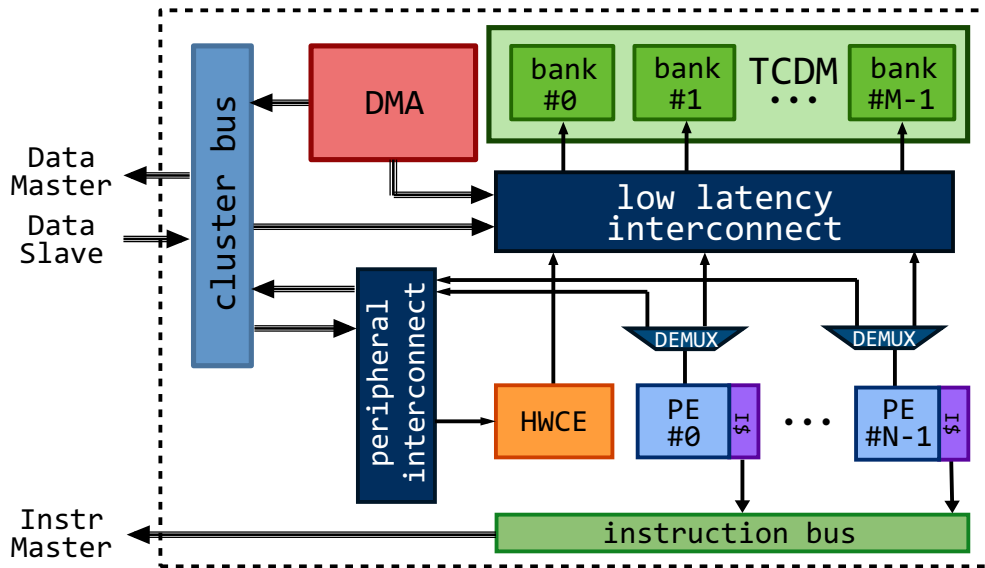 DMA
bank
#0
bank
#1
TCDM
...
bank
#M-1
cluster bus
Data
Master
Data
Slave
low latency
interconnect
peripheral
interconnect
DEMUX
DEMUX
HWCE
PE
#0
I$
...
PE
#N-1
I$
Instr
Master
instruction bus